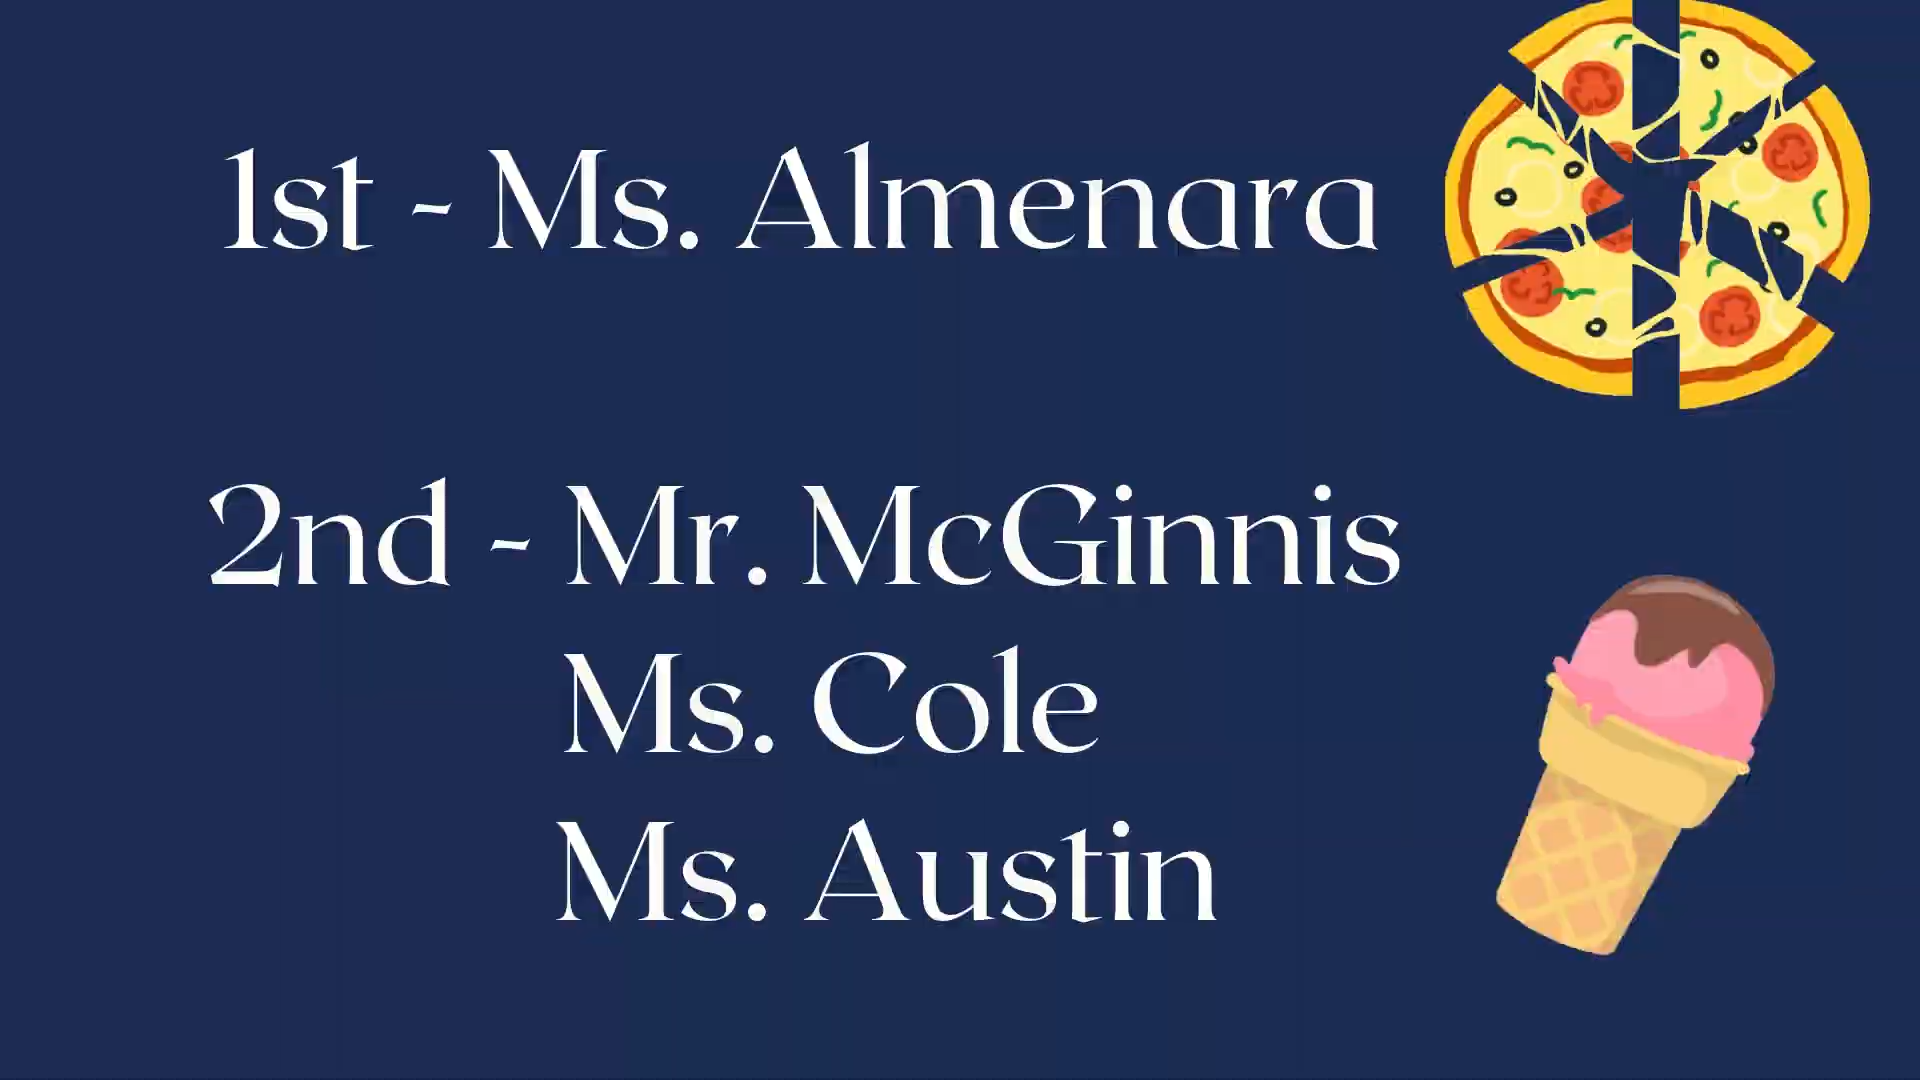 1st - Ms. Almenara
2nd - Mr. McGinnis
Ms. Cole
Ms. Austin